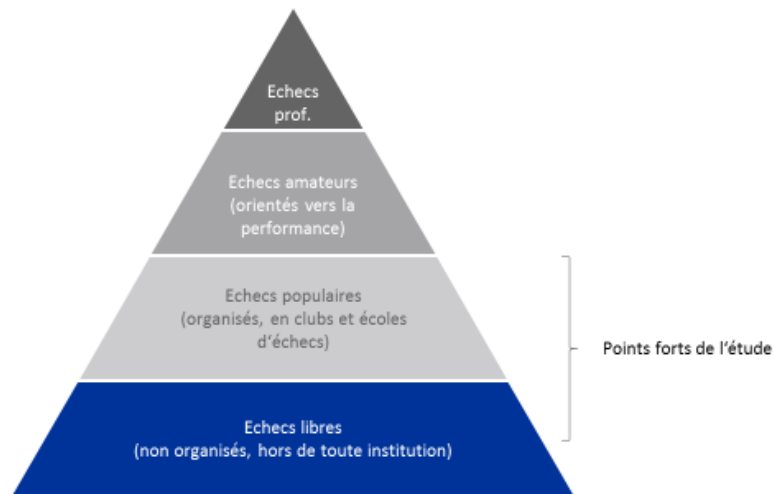 Echecs
prof.
Echecs amateurs
(orientés vers la
performance)
Echecs populaires
(organisés, en clubs et écoles
d‘échecs)
Points forts de l‘étude
Echecs libres
(non organisés, hors de toute institution)